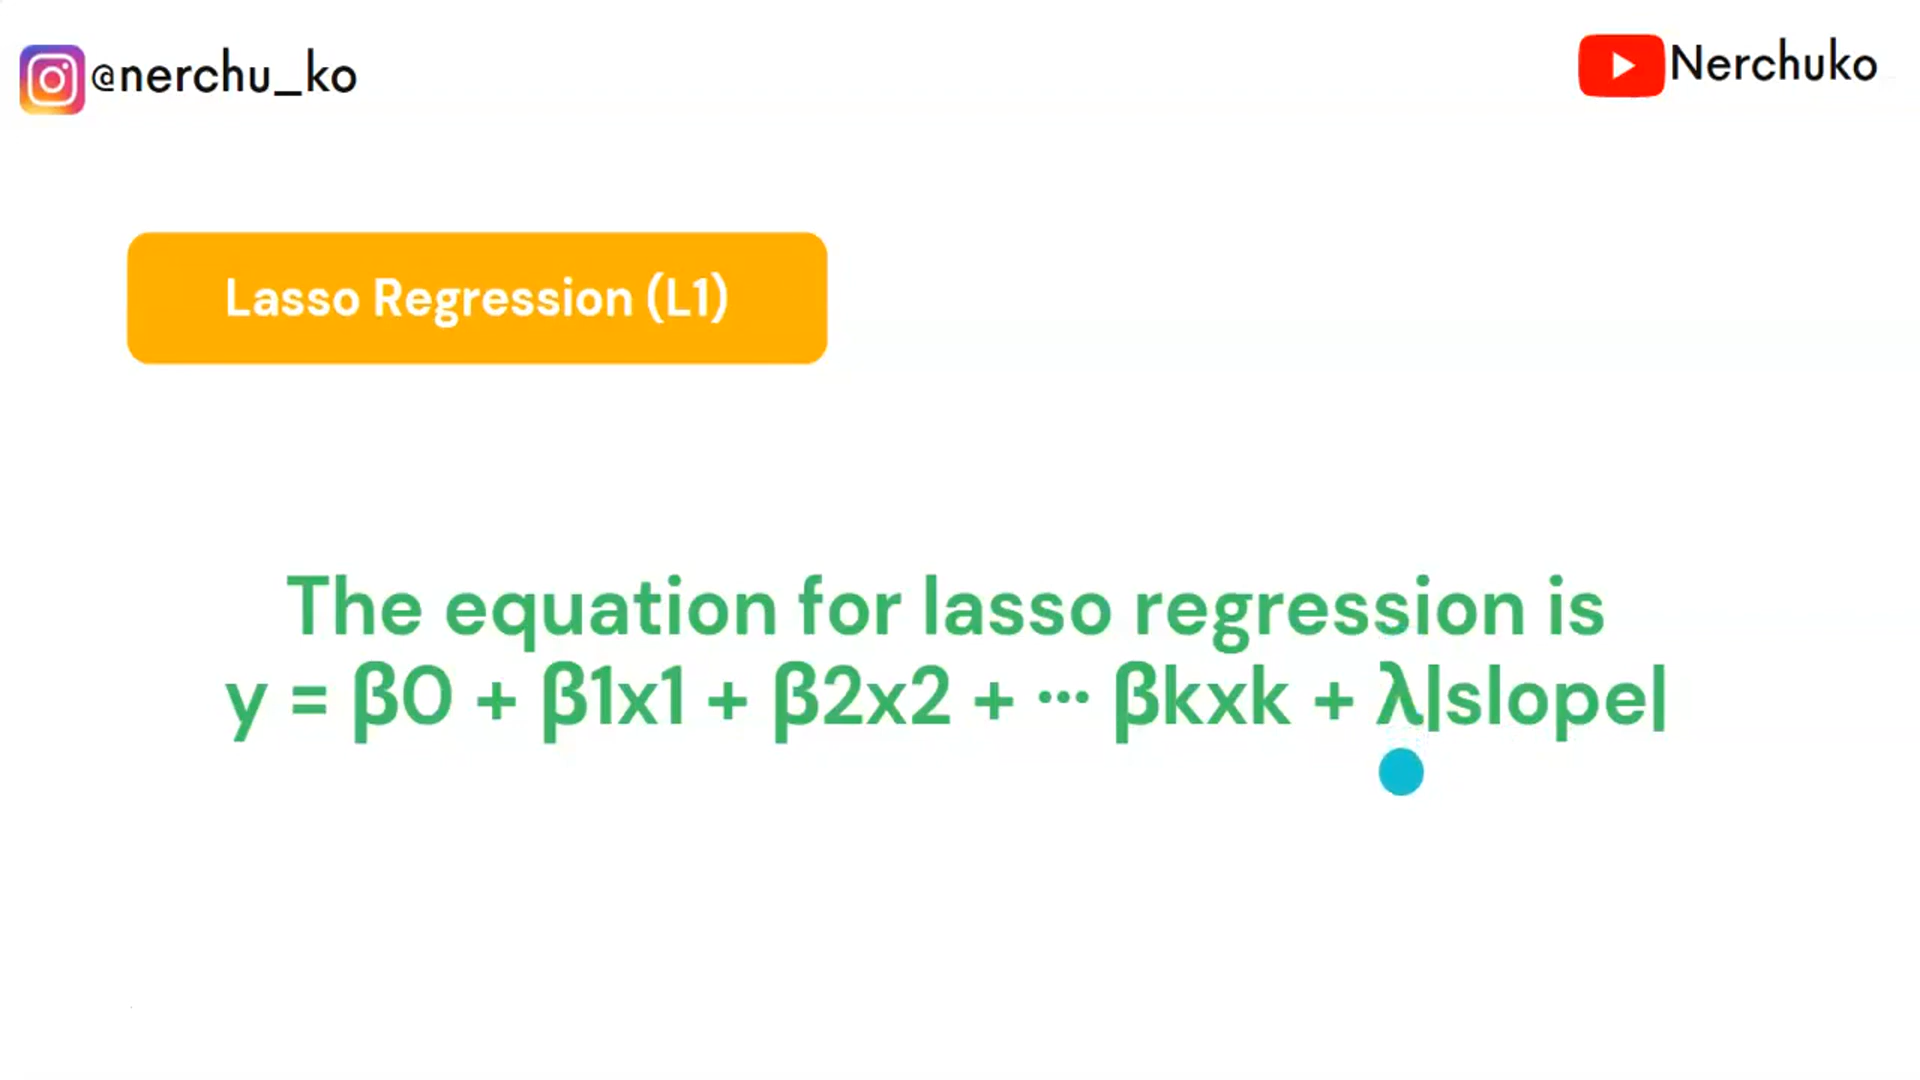 @nerchu_ko
Nerchuko
Lasso Regression (L1)
The equation for lasso regression is
y = β0 + β1x1 + β2x2 + ··· βkxk + λ|slope|